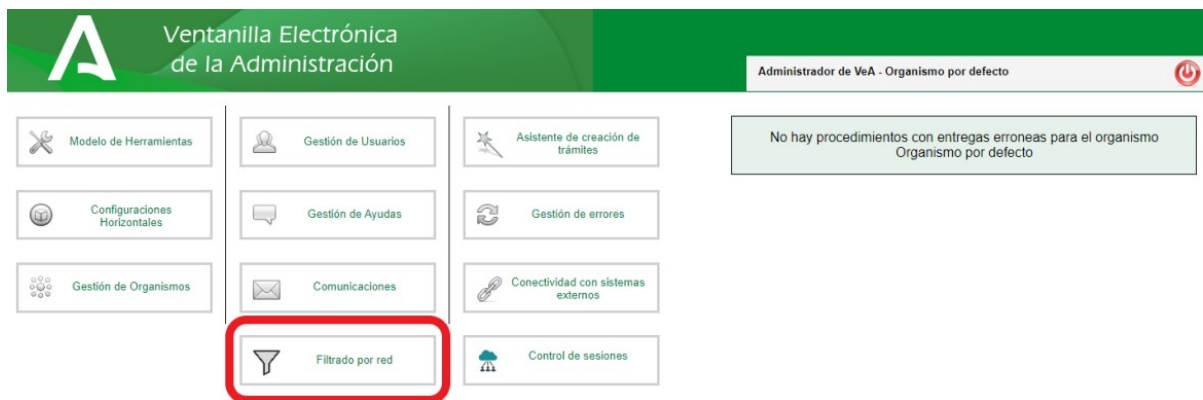 Ventanilla Electrónica
de la Administración
Administrador de VeA - Organismo por defecto
Modelo de Herramientas
Gestión de Usuarios
Asistente de creación de
trámites
No hay procedimientos con entregas erroneas para el organismo
Organismo por defecto
Configuraciones
Horizontales
Gestión de Ayudas
Gestión de errores
Gestión de Organismos
Comunicaciones
Conectividad con sistemas
externos
Filtrado por red
Control de sesiones